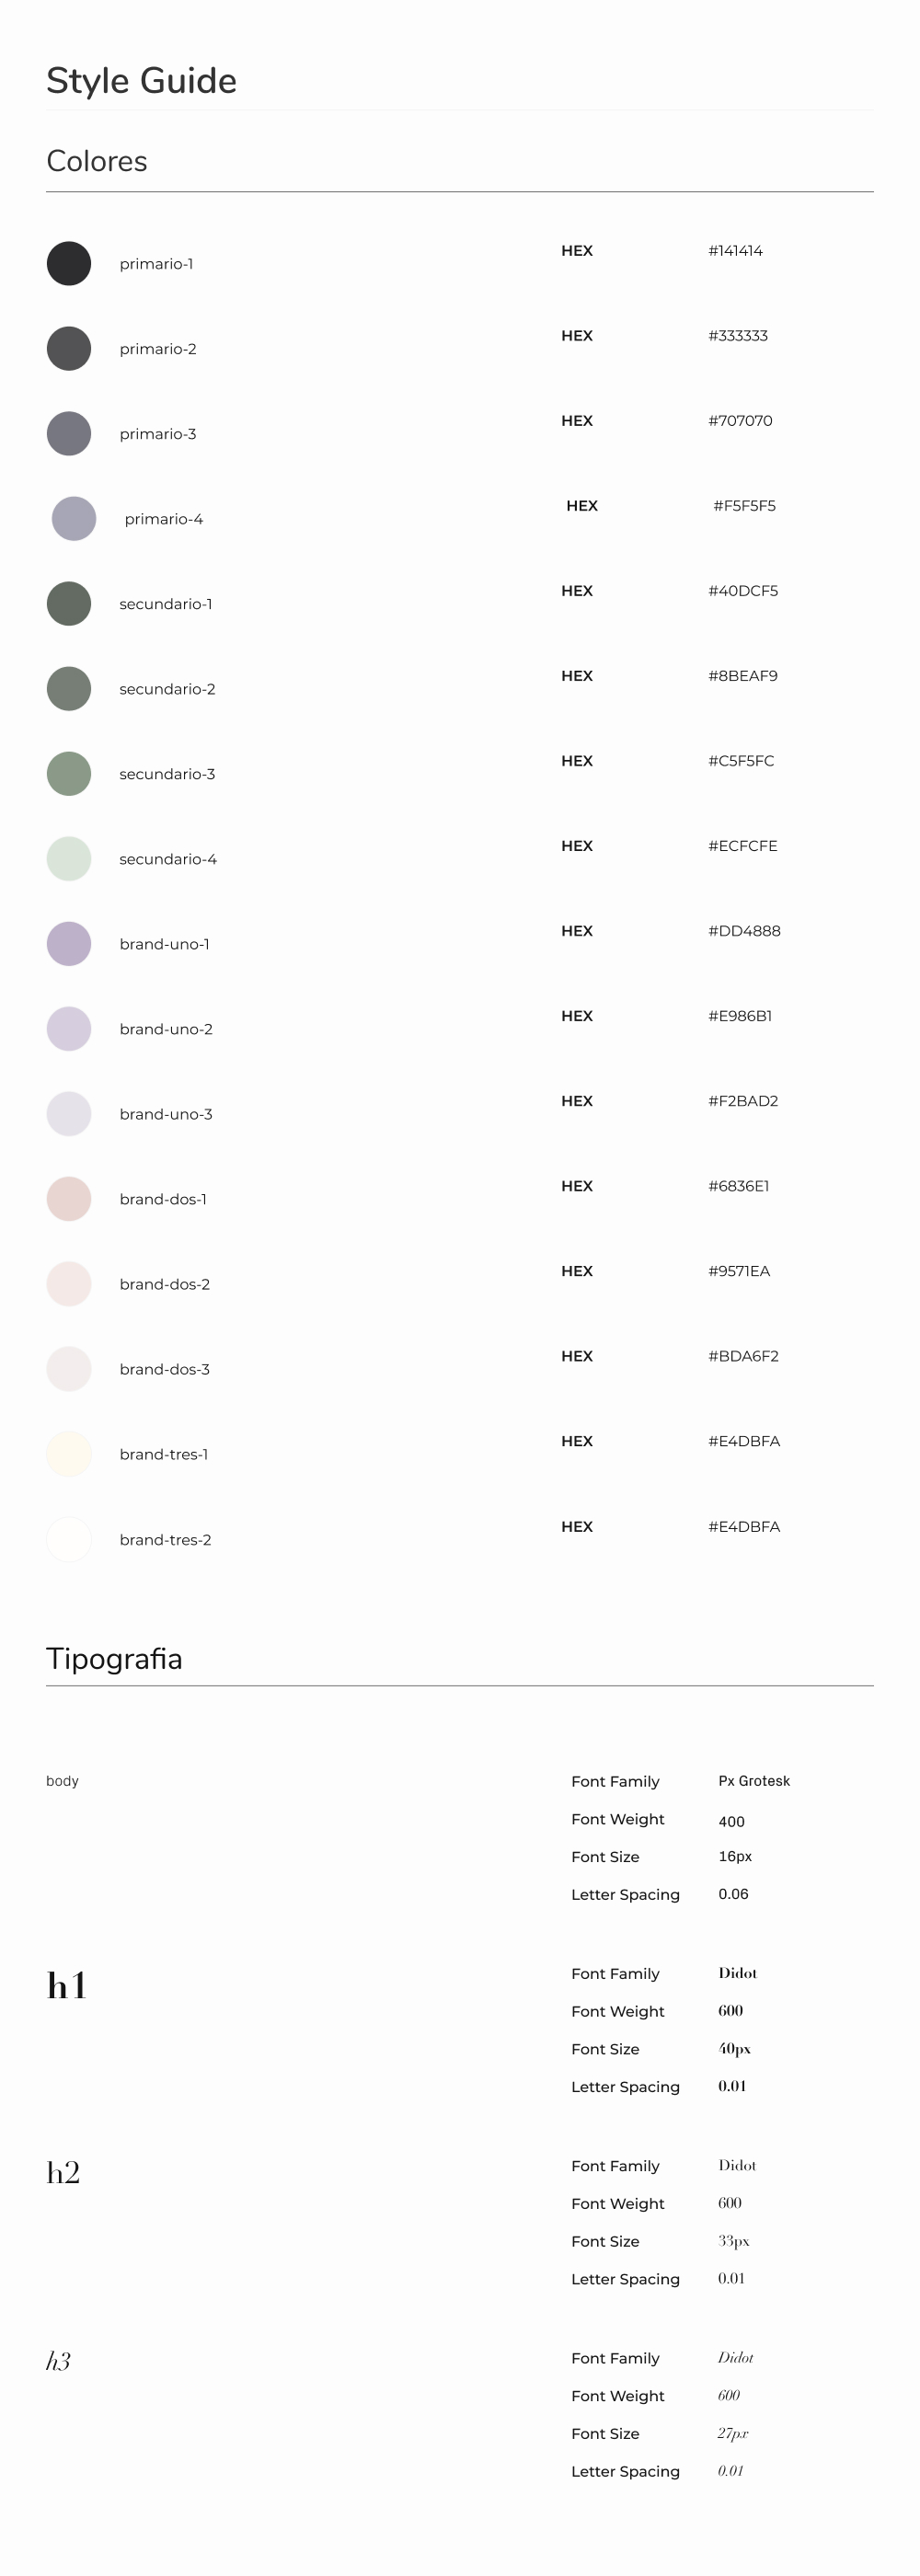 Style Guide
Colores
primario-1 HEX #141414
primario-2 HEX #333333
primario-3 HEX #707070
primario-4 HEX #F5F5F5
secundario-1 HEX #40DCF5
secundario-2 HEX #8BEAF9
secundario-3 HEX #C5F5FC
secundario-4 HEX #ECFCFE
brand-uno-1 HEX #DD4888
brand-uno-2 HEX #E986B1
brand-uno-3 HEX #F2BAD2
brand-dos-1 HEX #6836E1
brand-dos-2 HEX #9571EA
brand-dos-3 HEX #BDA6F2
brand-tres-1 HEX #E4DBFA
brand-tres-2 HEX #E4DBFA
Tipografia
body Font Family Px Grotesk
Font Weight 400
Font Size 16px
Letter Spacing 0.06
h1 Font Family Didot
Font Weight 600
Font Size 40px
Letter Spacing 0.01
h2 Font Family Didot
Font Weight 600
Font Size 33px
Letter Spacing 0.01
h3 Font Family Didot
Font Weight 600
Font Size 27px
Letter Spacing 0.01